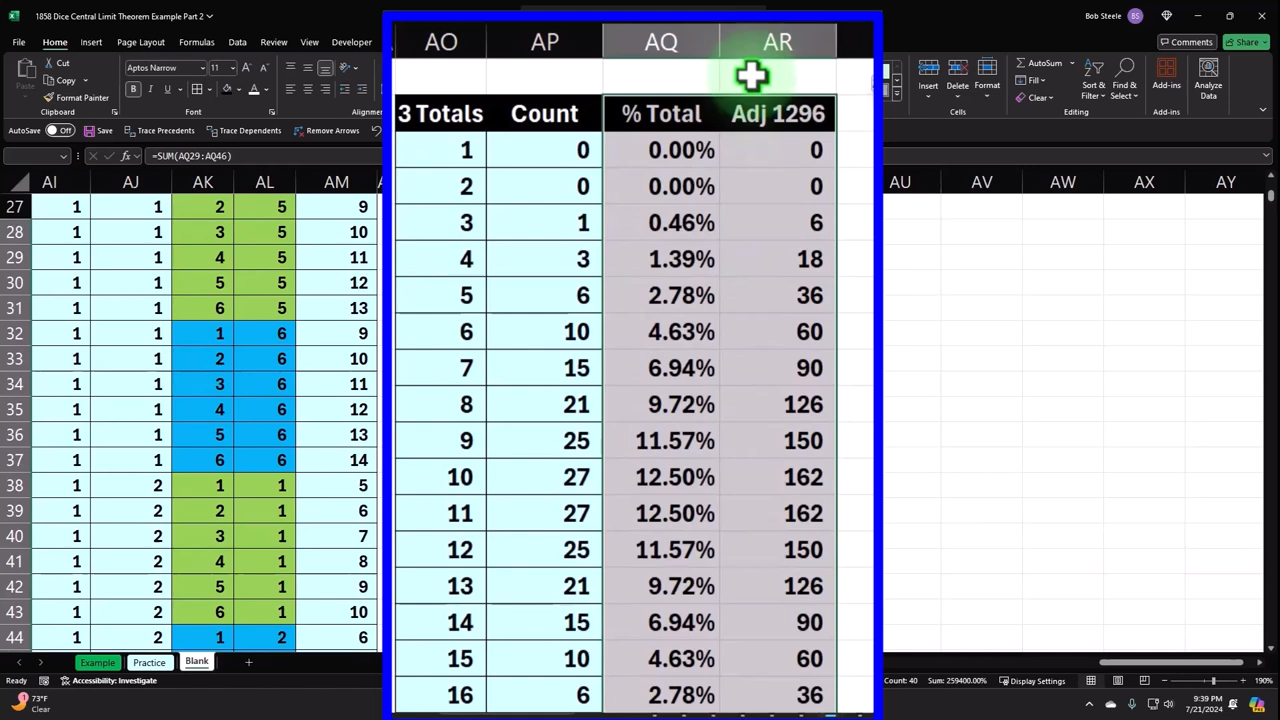 1858 Dice Central Limit Theorem Example Part 2
Bob Steele BS
File Home Insert Page Layout Formulas Data Review View Developer
Comments Share
Cut
Copy
Format Painter
Clipboard
Aptos Narrow 11
Font
Insert Delete Format
Cells
AutoSum
Fill
Clear
Add-ins
Add-ins
AutoSave Off Save Trace Precedents Trace Dependents Remove Arrows
=SUM(AQ29:AQ46)
AI AJ AK AL AM AU AV AW AX AY
27 1 1 2 5 9
28 1 1 3 5 10
29 1 1 4 5 11
30 1 1 5 5 12
31 1 1 6 5 13
32 1 1 1 6 9
33 1 1 2 6 10
34 1 1 3 6 11
35 1 1 4 6 12
36 1 1 5 6 13
37 1 1 6 6 14
38 1 2 1 1 5
39 1 2 2 1 6
40 1 2 3 1 7
41 1 2 4 1 8
42 1 2 5 1 9
43 1 2 6 1 10
44 1 2 1 2 6
AO AP AQ AR
3 Totals Count % Total Adj 1296
1 0 0.00% 0
2 0 0.00% 0
3 1 0.46% 6
4 3 1.39% 18
5 6 2.78% 36
6 10 4.63% 60
7 15 6.94% 90
8 21 9.72% 126
9 25 11.57% 150
10 27 12.50% 162
11 27 12.50% 162
12 25 11.57% 150
13 21 9.72% 126
14 15 6.94% 90
15 10 4.63% 60
16 6 2.78% 36
Example Practice Blank
Ready Accessibility: Investigate
Count: 40 Sum: 259400.00% Display Settings 190%
73°F
Clear
9:39 PM
7/21/2024